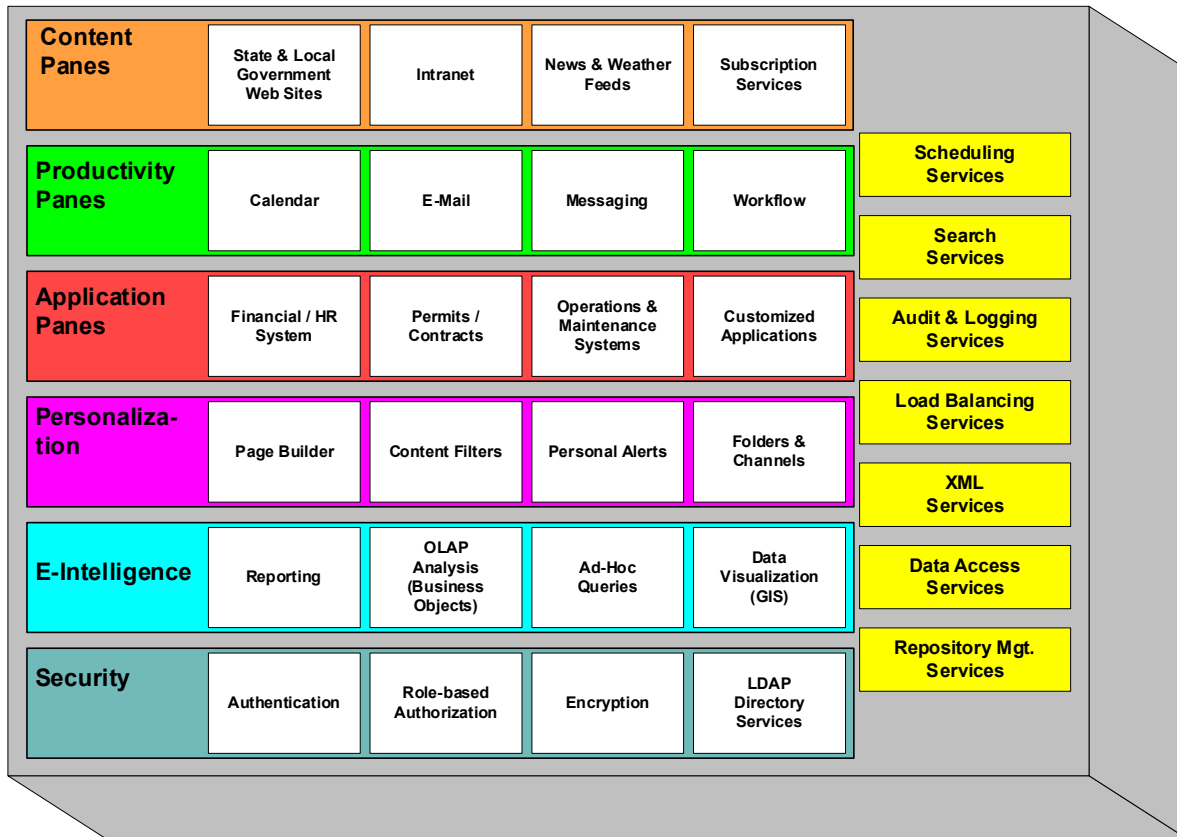 Content
Panes
State & Local
Government
Web Sites
Intranet
News & Weather
Feeds
Subscription
Services
Productivity
Panes
Calendar
E-Mail
Messaging
Workflow
Application
Panes
Financial / HR
System
Permits /
Contracts
Operations &
Maintenance
Systems
Customized
Applications
Personaliza-
tion
Page Builder
Content Filters
Personal Alerts
Folders &
Channels
E-Intelligence
Reporting
OLAP
Analysis
(Business
Objects)
Ad-Hoc
Queries
Data
Visualization
(GIS)
Security
Authentication
Role-based
Authorization
Encryption
LDAP
Directory
Services
Scheduling
Services
Search
Services
Audit & Logging
Services
Load Balancing
Services
XML
Services
Data Access
Services
Repository Mgt.
Services